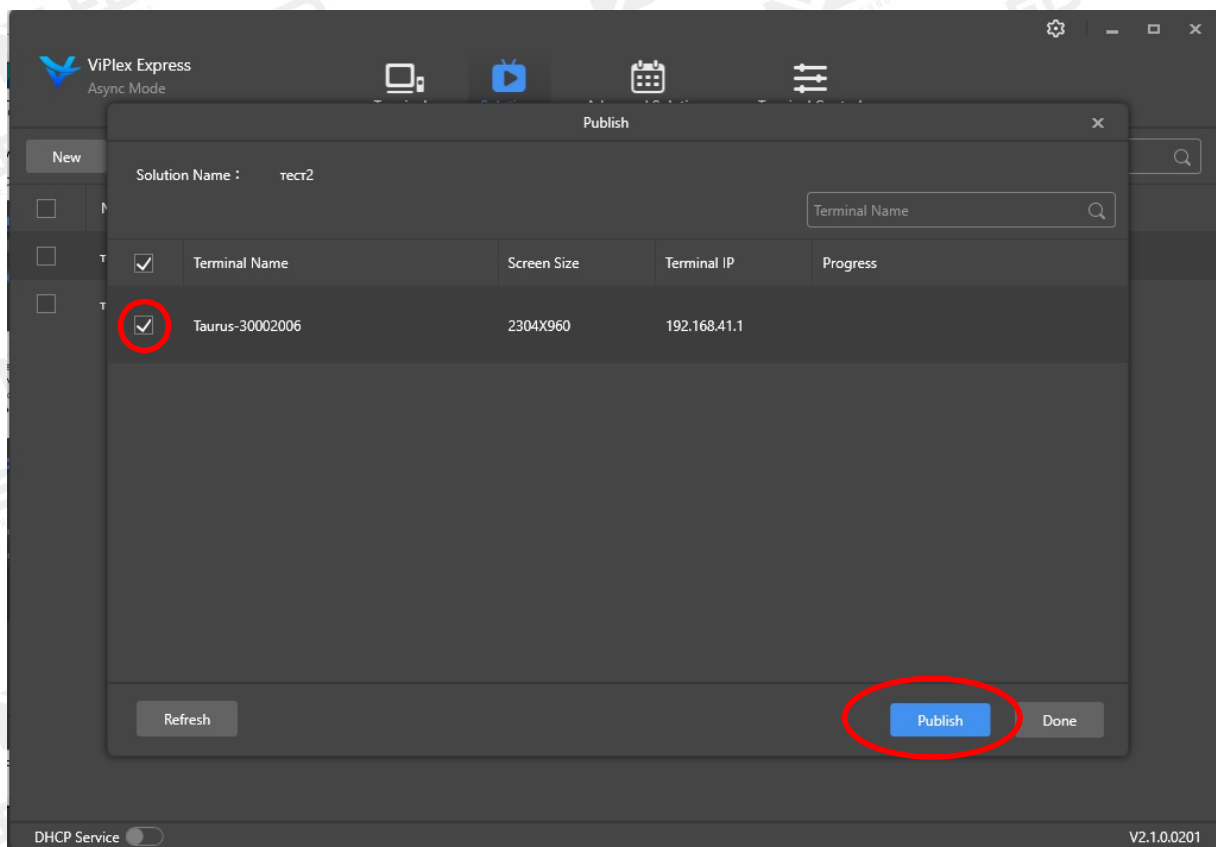 ViPlex Express
Async Mode
Publish
New
Solution Name： тест2
Terminal Name
Terminal Name Screen Size Terminal IP Progress
Taurus-30002006 2304X960 192.168.41.1
Refresh Publish Done
DHCP Service V2.1.0.0201